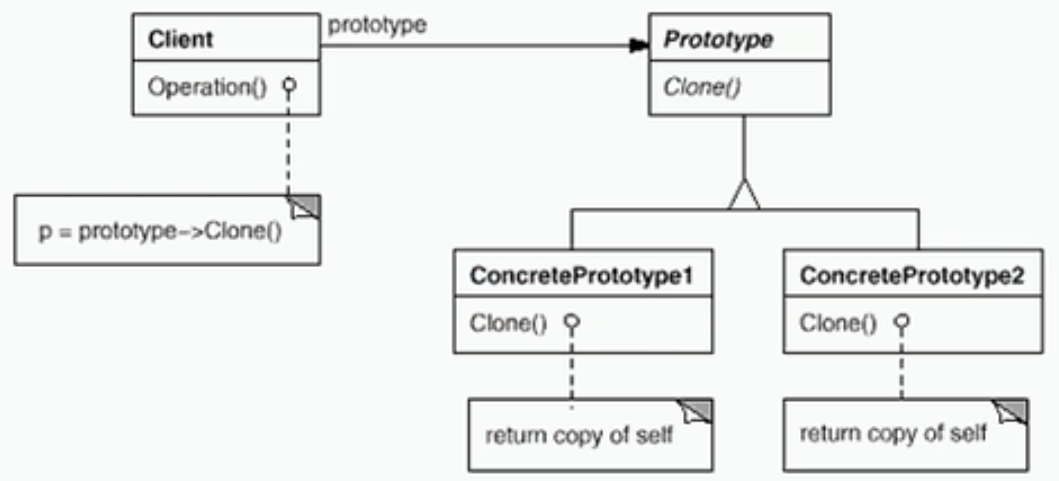 Client
prototype
Prototype
Operation()
Clone()
p = prototype->Clone()
ConcretePrototype1
ConcretePrototype2
Clone()
Clone()
return copy of self
return copy of self